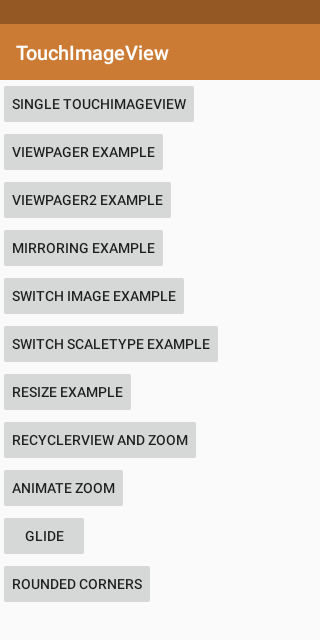 TouchImageView
SINGLE TOUCHIMAGEVIEW
VIEWPAGER EXAMPLE
VIEWPAGER2 EXAMPLE
MIRRORING EXAMPLE
SWITCH IMAGE EXAMPLE
SWITCH SCALETYPE EXAMPLE
RESIZE EXAMPLE
RECYCLERVIEW AND ZOOM
ANIMATE ZOOM
GLIDE
ROUNDED CORNERS